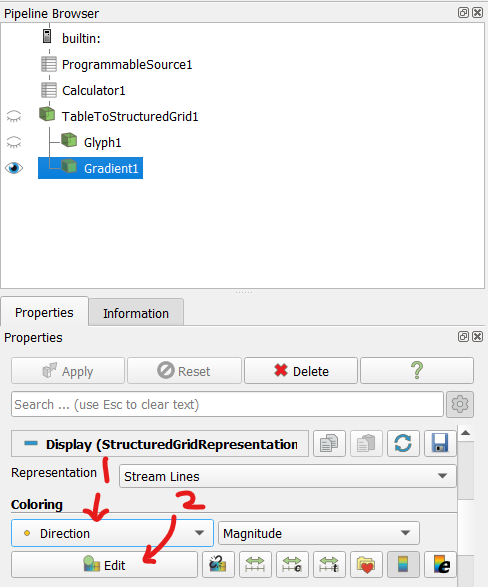 Pipeline Browser
builtin:
ProgrammableSource1
Calculator1
TableToStructuredGrid1
Glyph1
Gradient1
Properties
Information
Properties
Apply
Reset
Delete
?
Search ... (use Esc to clear text)
Display (StructuredGridRepresentation
1
Representation
Stream Lines
2
Coloring
Direction
Magnitude
Edit
c
t
e